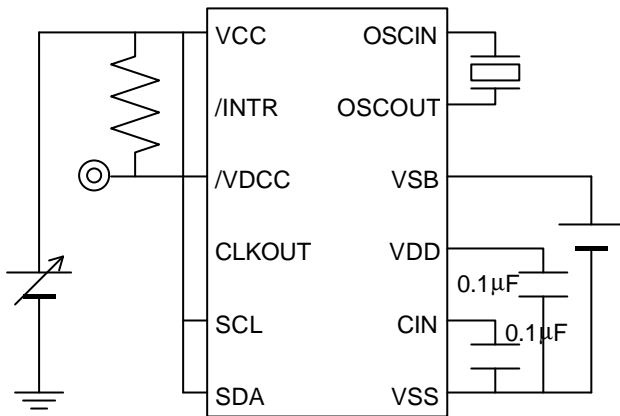 VCC OSCIN
/INTR OSCOUT
/VDCC VSB
CLKOUT VDD
0.1µF
SCL CIN
0.1µF
SDA VSS